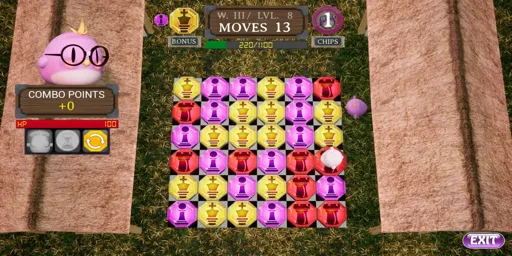 W. III/ LVL. 8
MOVES 13
BONUS
1
CHIPS
220/1100
COMBO POINTS
+0
HP
100
EXIT